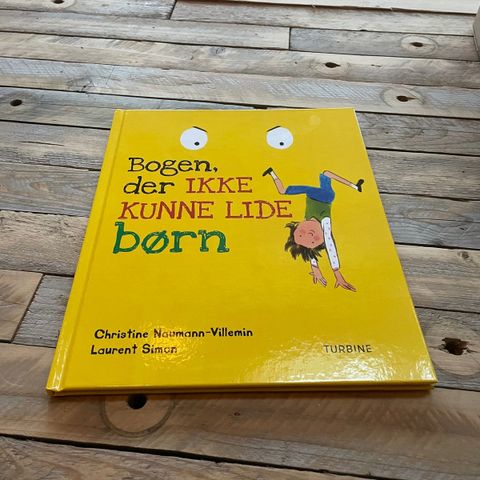 Bogen,
der IKKE
KUNNE LIDE
børn
Christine Naumann-Villemin
Laurent Simon
TURBINE